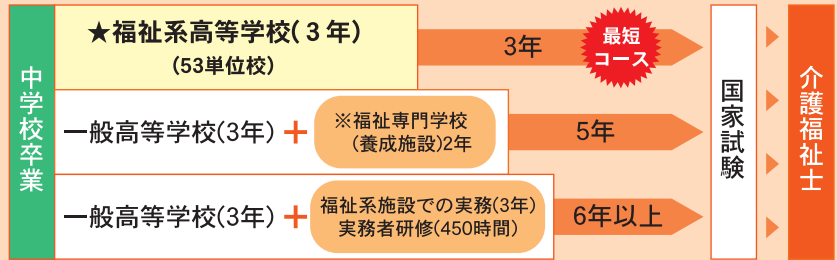 中学校卒業
★福祉系高等学校(3年)
(53単位校)
3年
最短
コース
一般高等学校(3年)
+
※福祉専門学校
(養成施設)2年
5年
一般高等学校(3年)
+
福祉系施設での実務(3年)
実務者研修(450時間)
6年以上
国家試験
介護福祉士